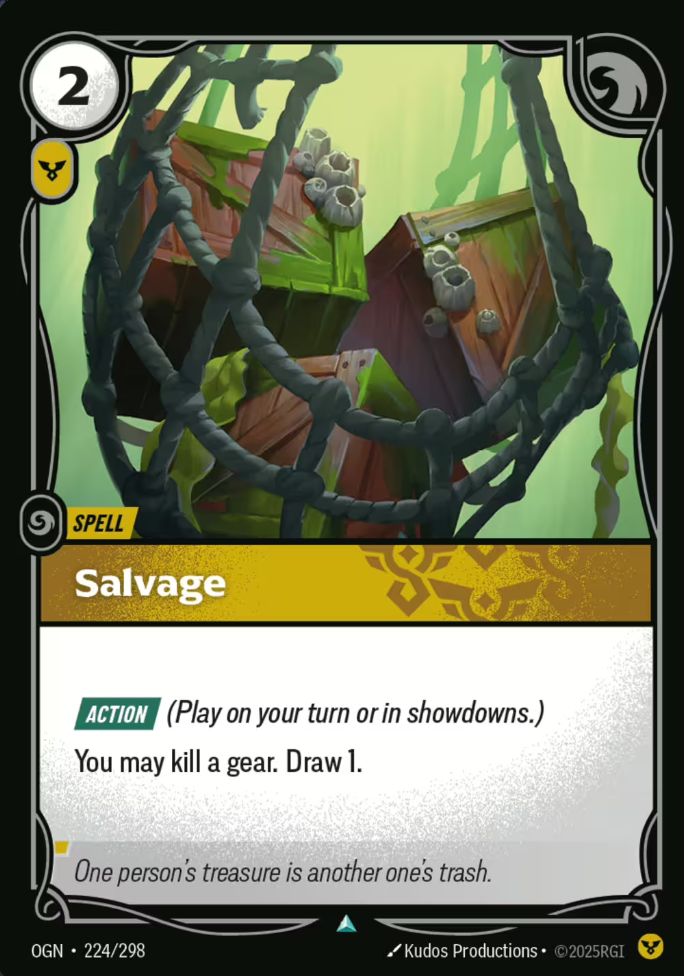 2
SPELL
Salvage
ACTION (Play on your turn or in showdowns.)
You may kill a gear. Draw 1.
One person's treasure is another one's trash.
OGN • 224/298 Kudos Productions • ©2025RGI